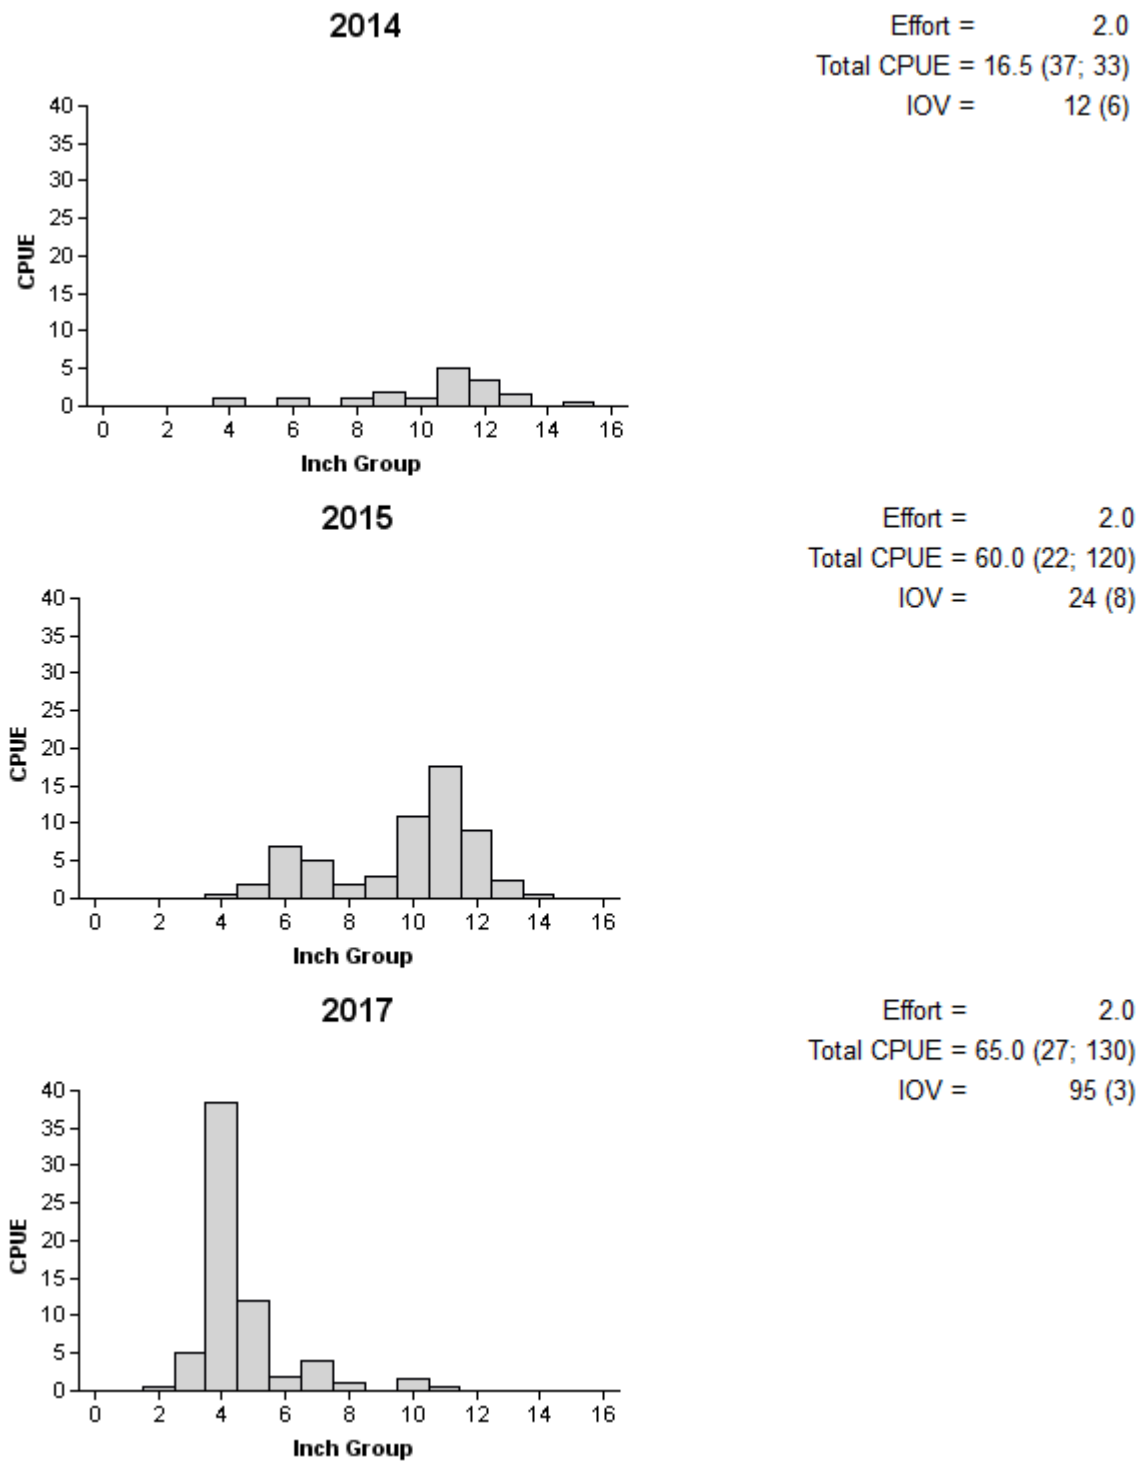 2014
Effort = 2.0
Total CPUE = 16.5 (37; 33)
IOV = 12 (6)
40
35
30
25
20
15
10
5
0
CPUE
0 2 4 6 8 10 12 14 16
Inch Group
2015
Effort = 2.0
Total CPUE = 60.0 (22; 120)
IOV = 24 (8)
40
35
30
25
20
15
10
5
0
CPUE
0 2 4 6 8 10 12 14 16
Inch Group
2017
Effort = 2.0
Total CPUE = 65.0 (27; 130)
IOV = 95 (3)
40
35
30
25
20
15
10
5
0
CPUE
0 2 4 6 8 10 12 14 16
Inch Group